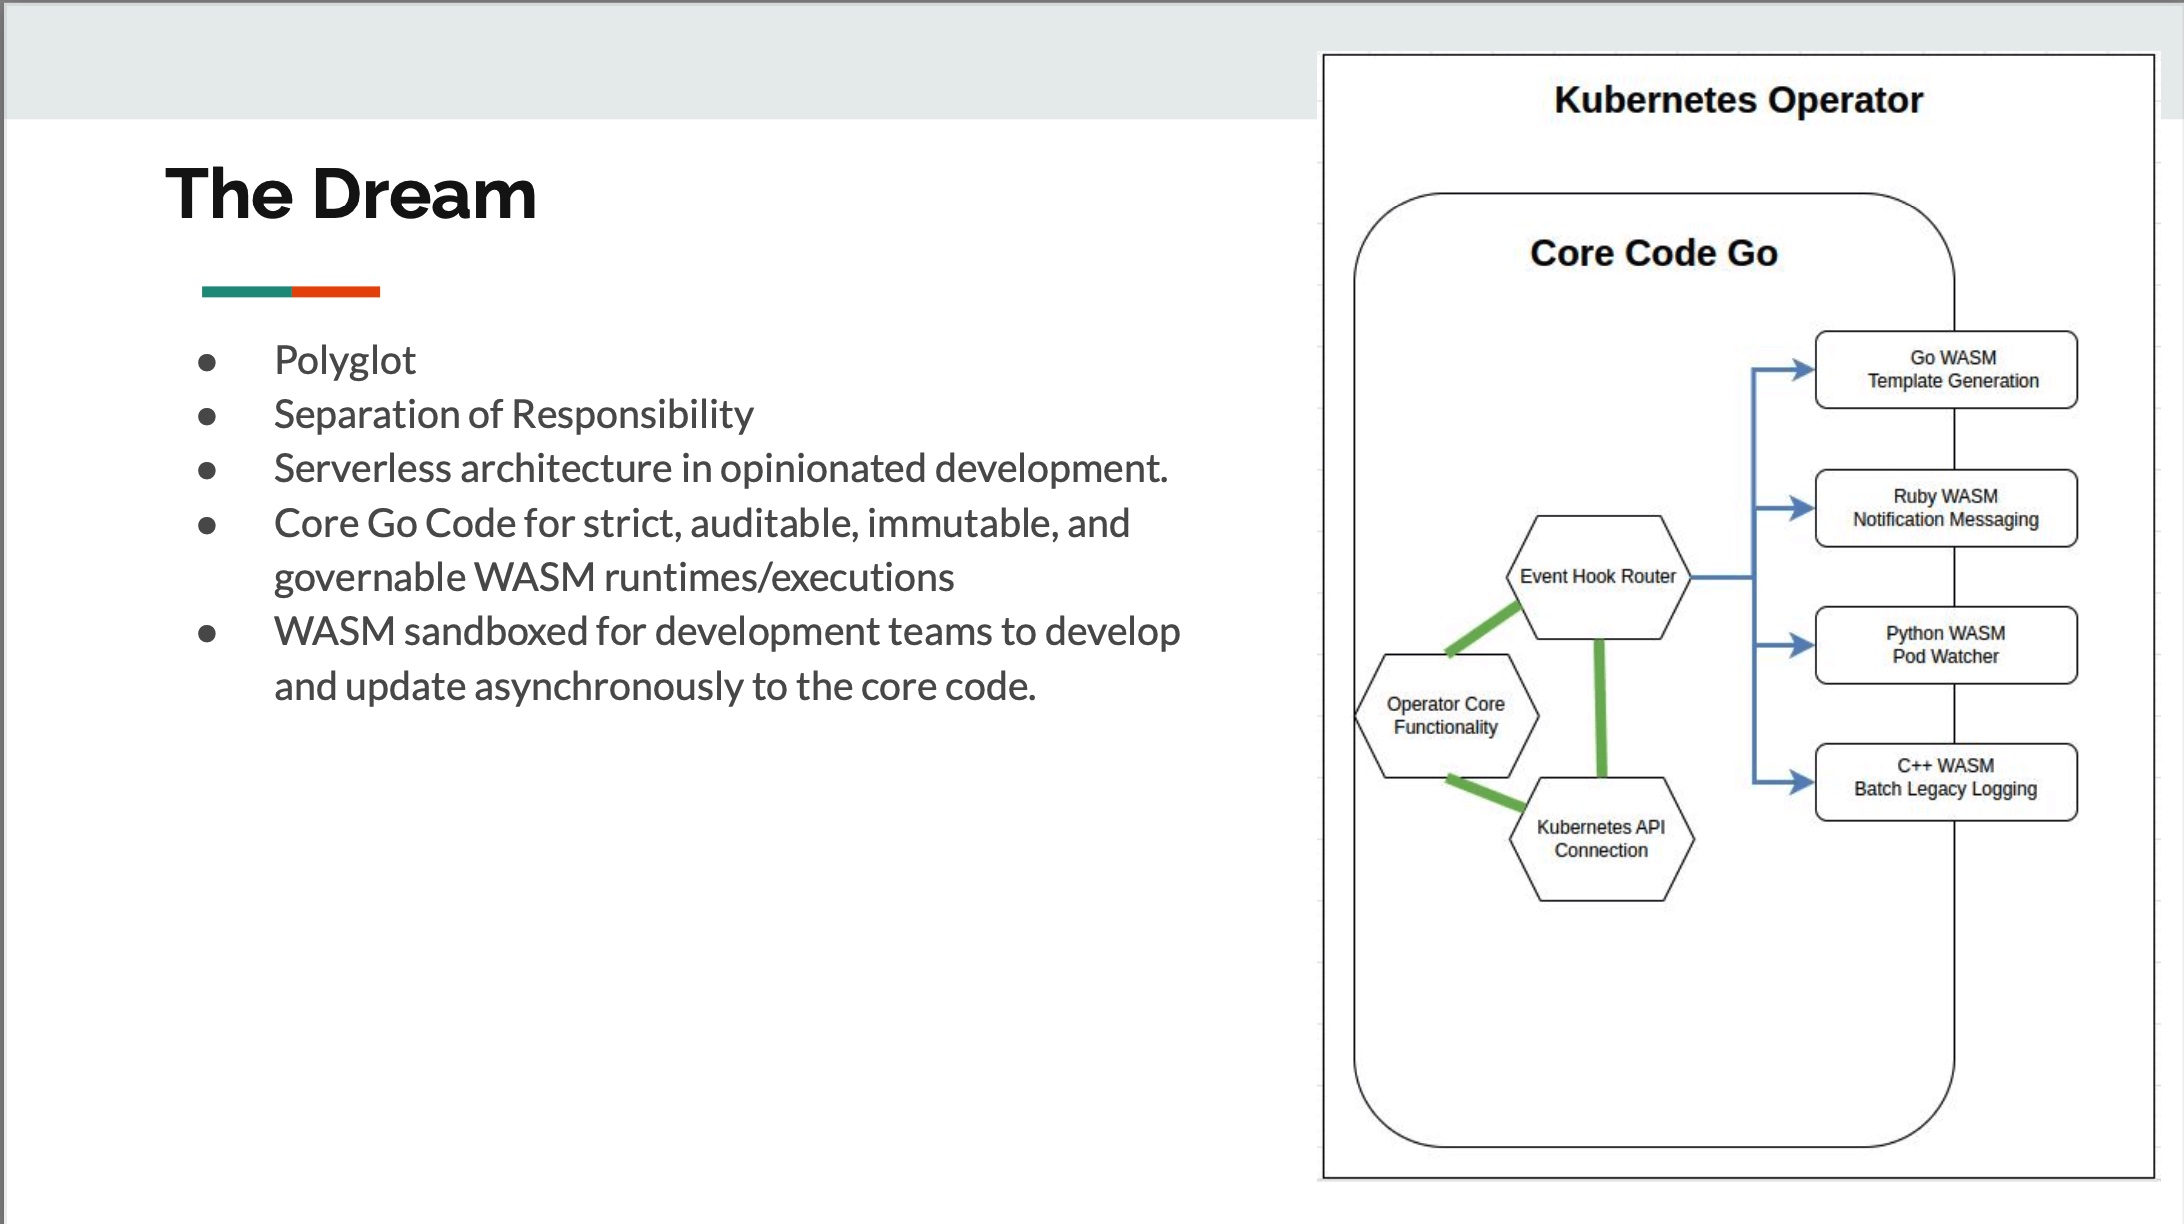 The Dream
● Polyglot
● Separation of Responsibility
● Serverless architecture in opinionated development.
● Core Go Code for strict, auditable, immutable, and
governable WASM runtimes/executions
● WASM sandboxed for development teams to develop
and update asynchronously to the core code.
Kubernetes Operator
Core Code Go
Go WASM
Template Generation
Ruby WASM
Notification Messaging
Event Hook Router
Python WASM
Pod Watcher
Operator Core
Functionality
C++ WASM
Batch Legacy Logging
Kubernetes API
Connection